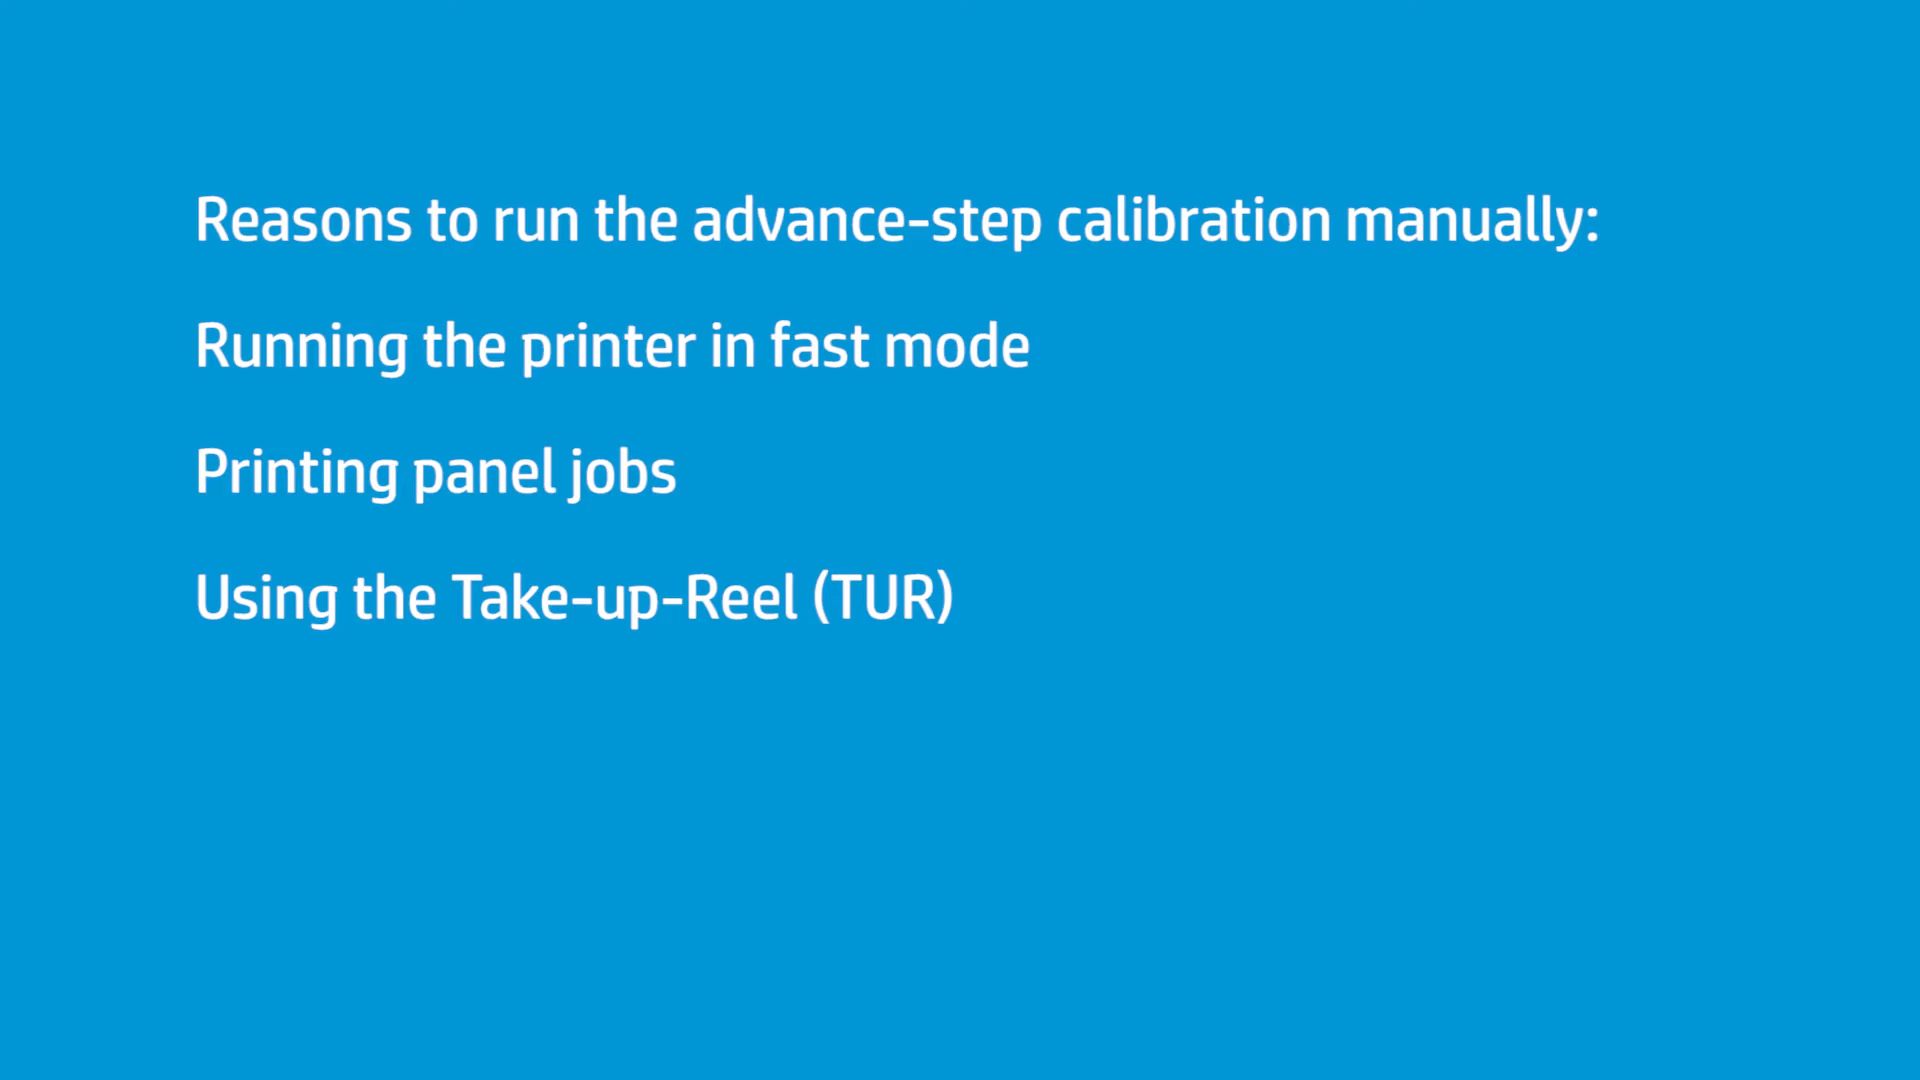 Reasons to run the advance-step calibration manually:
Running the printer in fast mode
Printing panel jobs
Using the Take-up-Reel (TUR)